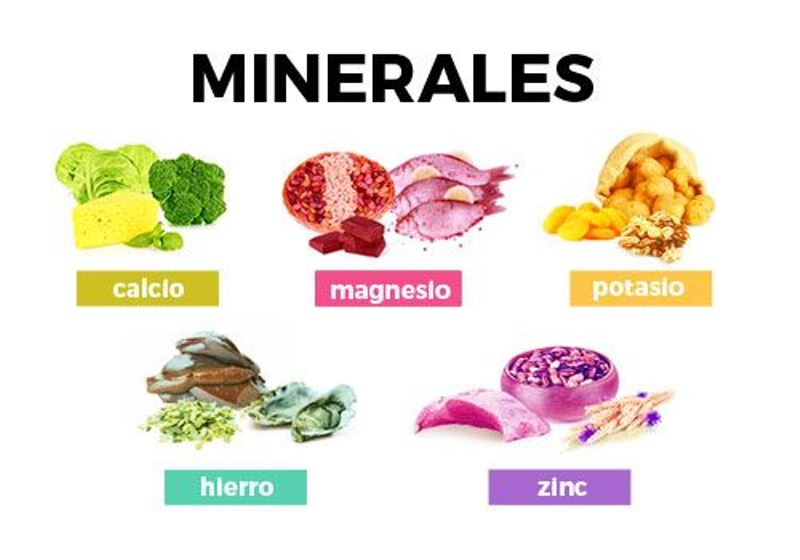 MINERALES
calcio
magnesio
potasio
hierro
zinc